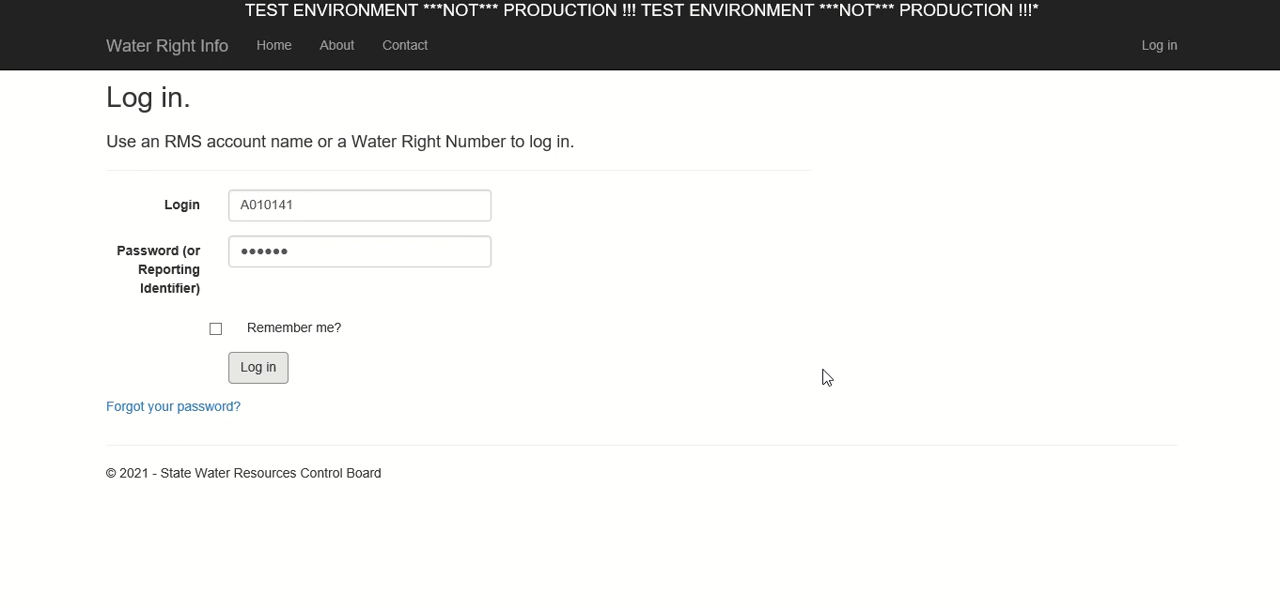 TEST ENVIRONMENT ***NOT*** PRODUCTION !!! TEST ENVIRONMENT ***NOT*** PRODUCTION !!!*
Water Right Info Home About Contact Log in
Log in.
Use an RMS account name or a Water Right Number to log in.
Login A010141
Password (or
Reporting
Identifier)
●●●●●●
Remember me?
Log in
Forgot your password?
© 2021 - State Water Resources Control Board